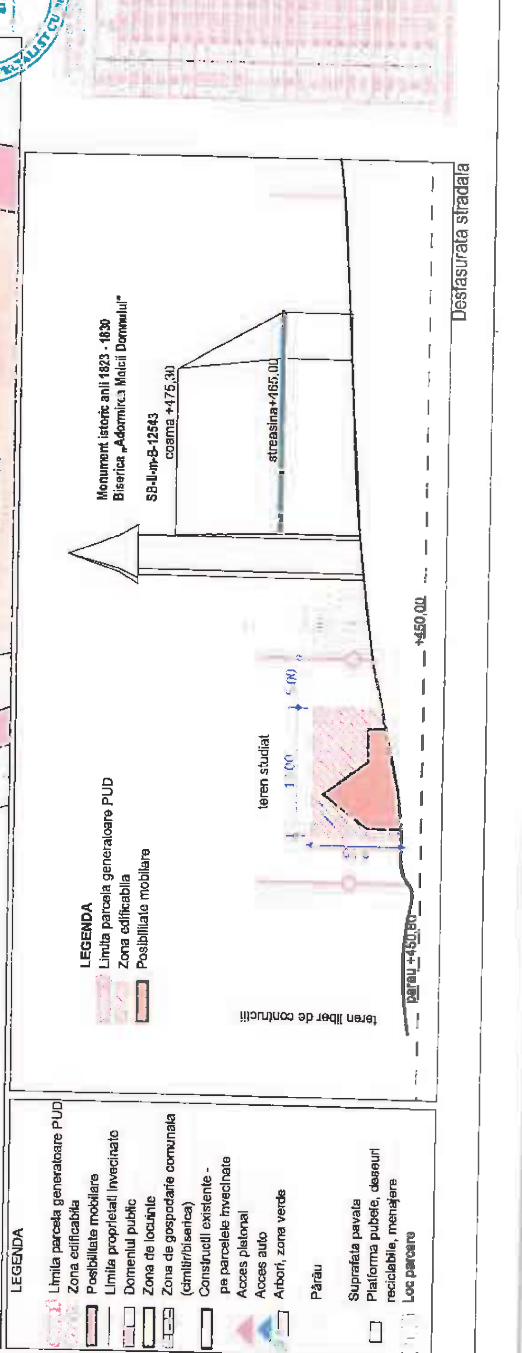 LEGENDA
Limita parcela generatoare PUD
Zona edificabila
Posibilitate mobilare
Limita proprietati invecinate
Domeniul public
Zona de locuinte
Zona de gospodarie comunala
(cimitir/biserica)
Constructii existente -
pe parcelele invecinate
Acces pistonal
Acces auto
Arbori, zona verde
Pârâu
Suprafata pavata
Platforma pubele, deseuri
reciclabile, menajere
Loc parcare
LEGENDA
Limita parcela generatoare PUD
Zona edificabila
Posibilitate mobilare
teren liber de constructii
parau +450,80
teren studiat
+450,00
Monument istoric anii 1823 - 1830
Biserica „Adormirea Maicii Domnului"
SB-II-m-B-12543
coama +475,30
streasina+465,00
Desfasurata stradala